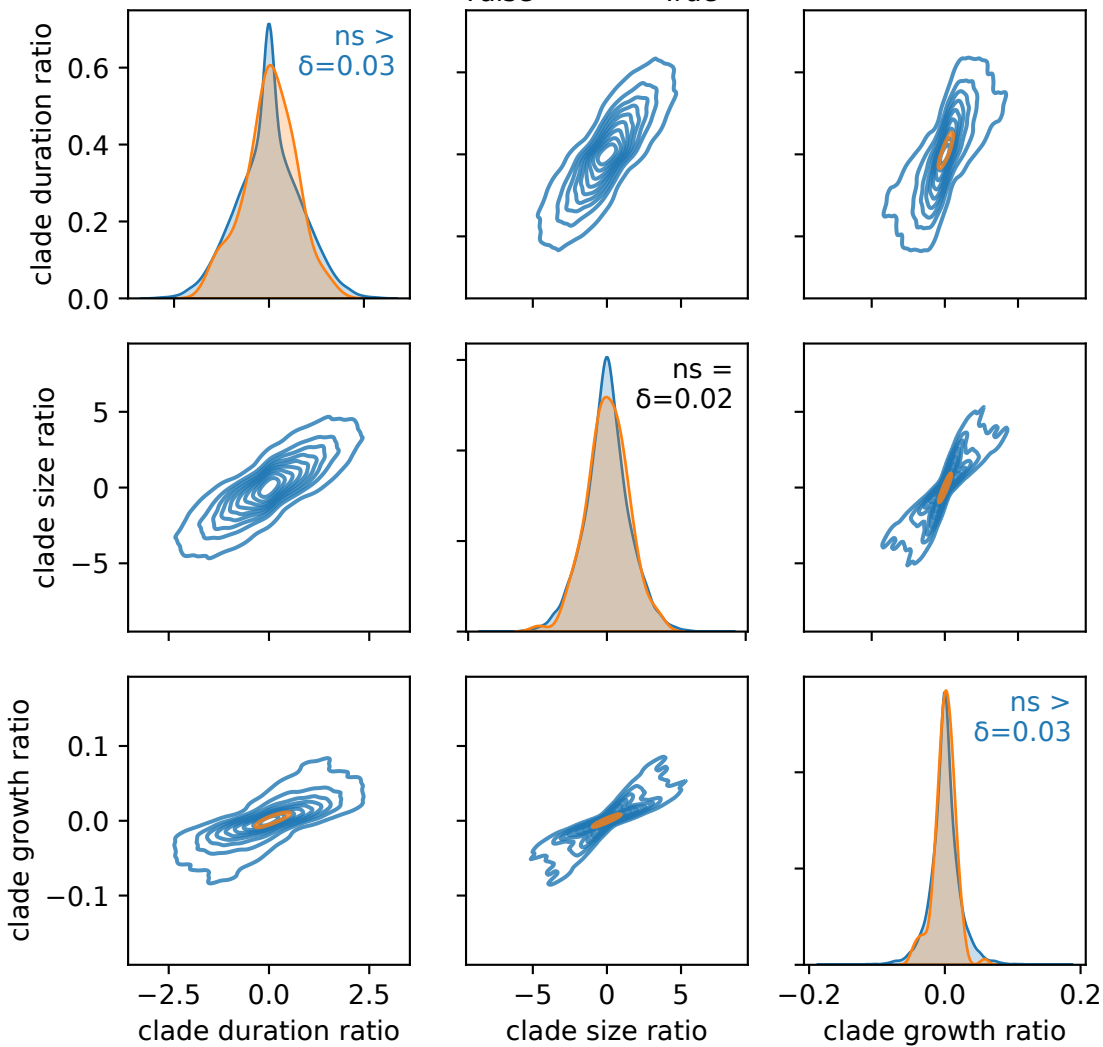 False True
clade duration ratio
0.6
0.4
0.2
0.0
ns >
δ=0.03
clade size ratio
5
0
−5
ns =
δ=0.02
clade growth ratio
0.1
0.0
−0.1
ns >
δ=0.03
−2.5 0.0 2.5
−5 0 5
−0.2 0.0 0.2
clade duration ratio
clade size ratio
clade growth ratio